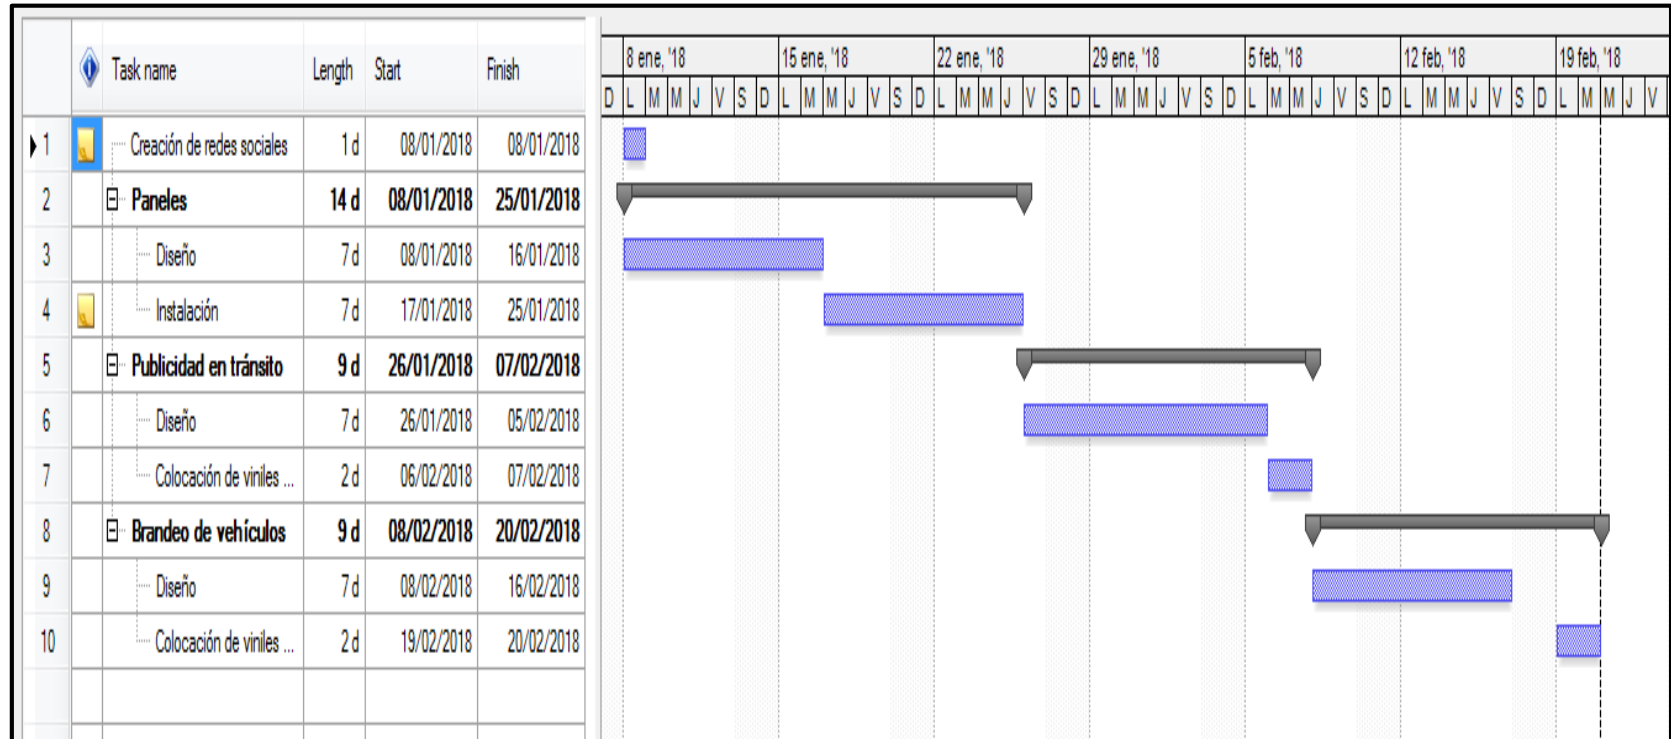 Task name Length Start Finish
8 ene, '18 15 ene, '18 22 ene, '18 29 ene, '18 5 feb, '18 12 feb, '18 19 feb, '18
D L M M J V S D L M M J V S D L M M J V S D L M M J V S D L M M J V S D L M M J V S D L M M J V
1 Creación de redes sociales 1 d 08/01/2018 08/01/2018
2 Paneles 14 d 08/01/2018 25/01/2018
3 Diseño 7 d 08/01/2018 16/01/2018
4 Instalación 7 d 17/01/2018 25/01/2018
5 Publicidad en tránsito 9 d 26/01/2018 07/02/2018
6 Diseño 7 d 26/01/2018 05/02/2018
7 Colocación de viniles ... 2 d 06/02/2018 07/02/2018
8 Brandeo de vehículos 9 d 08/02/2018 20/02/2018
9 Diseño 7 d 08/02/2018 16/02/2018
10 Colocación de viniles ... 2 d 19/02/2018 20/02/2018